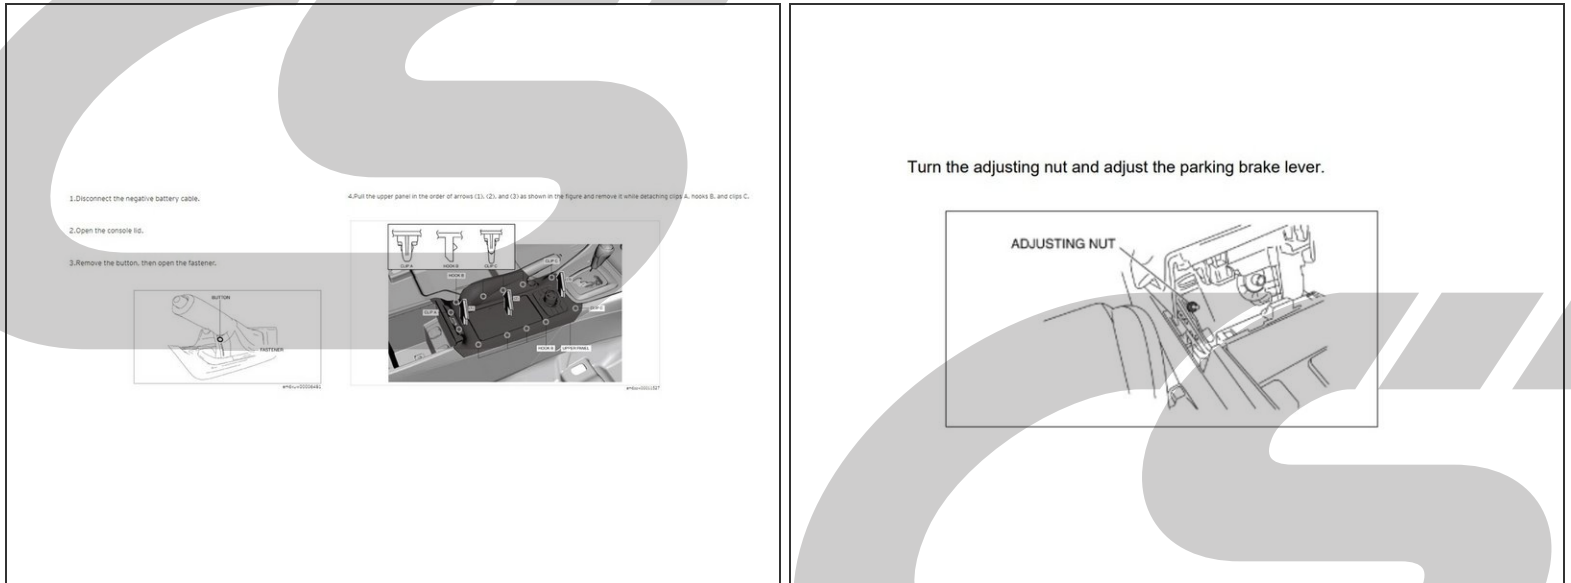 1.Disconnect the negative battery cable.
2.Open the console lid.
3.Remove the button, then open the fastener.
BUTTON
FASTENER
4.Pull the upper panel in the order of arrows (1), (2), and (3) as shown in the figure and remove it while detaching clips A, hooks B, and clips C.
CLIP A
HOOK B
CLIP C
HOOK B
CLIP C
CLIP A
CLIP C
HOOK B
UPPER PANEL
Turn the adjusting nut and adjust the parking brake lever.
ADJUSTING NUT